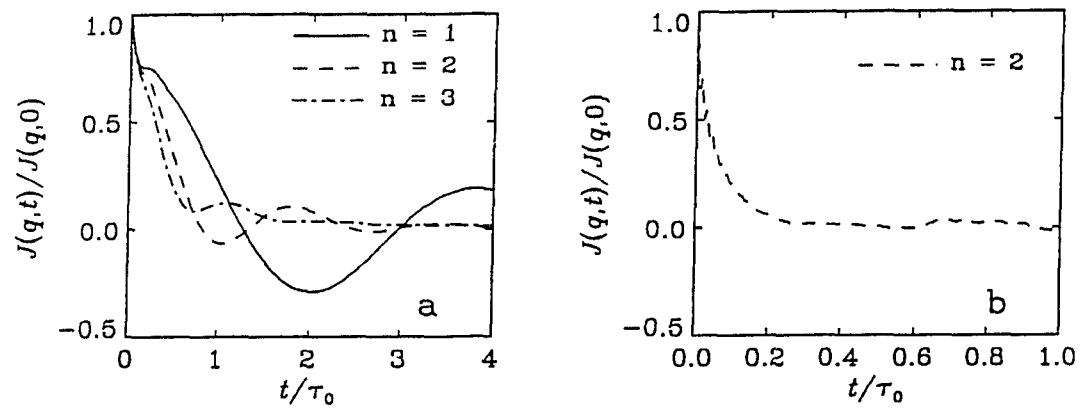 J(q,t)/J(q,0)
1.0
0.5
0.0
−0.5
n = 1
n = 2
n = 3
a
0 1 2 3 4
t/τ₀
J(q,t)/J(q,0)
1.0
0.5
0.0
−0.5
n = 2
b
0.0 0.2 0.4 0.6 0.8 1.0
t/τ₀